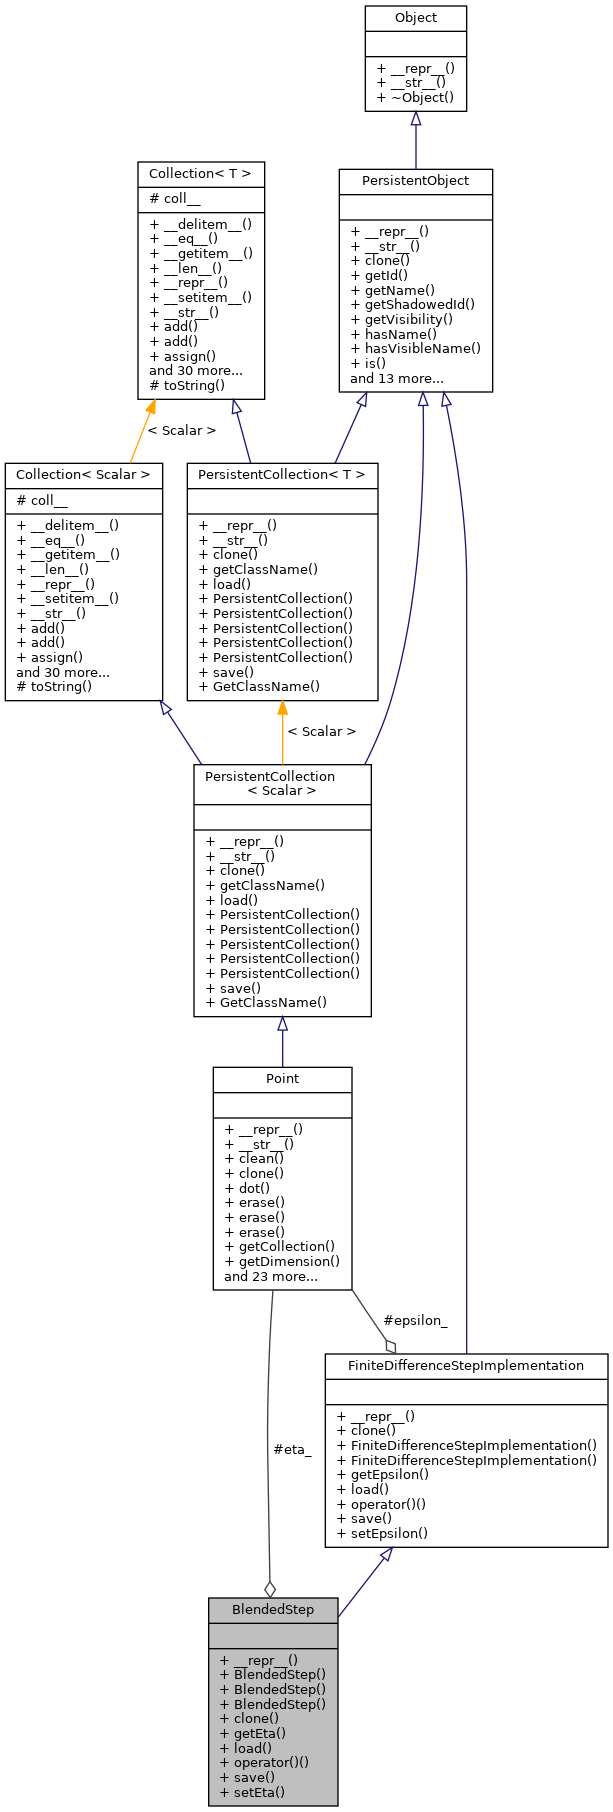 Object
+ __repr__()
+ __str__()
+ ~Object()
Collection< T >
# coll__
+ __delitem__()
+ __eq__()
+ __getitem__()
+ __len__()
+ __repr__()
+ __setitem__()
+ __str__()
+ add()
+ add()
+ assign()
and 30 more...
# toString()
PersistentObject
+ __repr__()
+ __str__()
+ clone()
+ getId()
+ getName()
+ getShadowedId()
+ getVisibility()
+ hasName()
+ hasVisibleName()
+ is()
and 13 more...
< Scalar >
Collection< Scalar >
# coll__
+ __delitem__()
+ __eq__()
+ __getitem__()
+ __len__()
+ __repr__()
+ __setitem__()
+ __str__()
+ add()
+ add()
+ assign()
and 30 more...
# toString()
PersistentCollection< T >
+ __repr__()
+ __str__()
+ clone()
+ getClassName()
+ load()
+ PersistentCollection()
+ PersistentCollection()
+ PersistentCollection()
+ PersistentCollection()
+ PersistentCollection()
+ save()
+ GetClassName()
< Scalar >
PersistentCollection
< Scalar >
+ __repr__()
+ __str__()
+ clone()
+ getClassName()
+ load()
+ PersistentCollection()
+ PersistentCollection()
+ PersistentCollection()
+ PersistentCollection()
+ PersistentCollection()
+ save()
+ GetClassName()
Point
+ __repr__()
+ __str__()
+ clean()
+ clone()
+ dot()
+ erase()
+ erase()
+ erase()
+ getCollection()
+ getDimension()
and 23 more...
#epsilon_
FiniteDifferenceStepImplementation
+ __repr__()
+ clone()
+ FiniteDifferenceStepImplementation()
+ FiniteDifferenceStepImplementation()
+ getEpsilon()
+ load()
+ operator()()
+ save()
+ setEpsilon()
#eta_
BlendedStep
+ __repr__()
+ BlendedStep()
+ BlendedStep()
+ BlendedStep()
+ clone()
+ getEta()
+ load()
+ operator()()
+ save()
+ setEta()